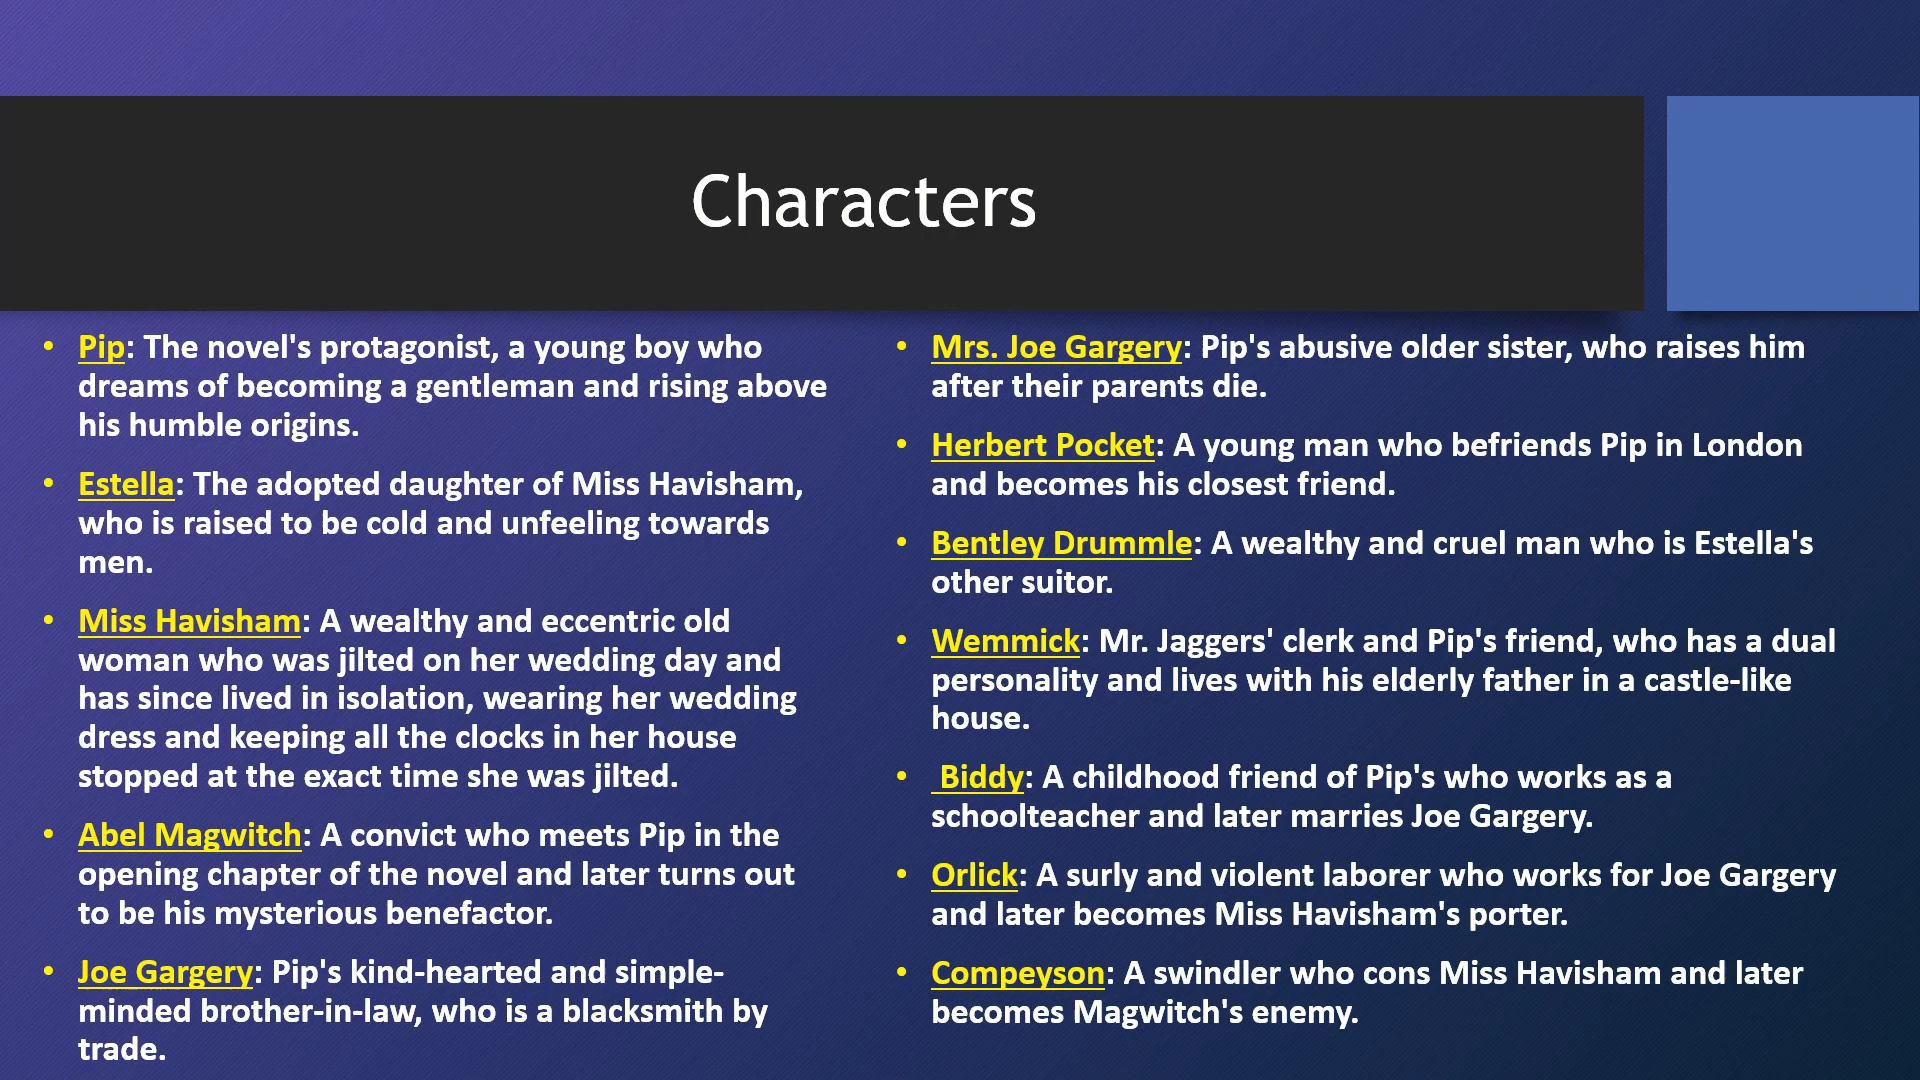 Characters
• Pip: The novel's protagonist, a young boy who
dreams of becoming a gentleman and rising above
his humble origins.
• Estella: The adopted daughter of Miss Havisham,
who is raised to be cold and unfeeling towards
men.
• Miss Havisham: A wealthy and eccentric old
woman who was jilted on her wedding day and
has since lived in isolation, wearing her wedding
dress and keeping all the clocks in her house
stopped at the exact time she was jilted.
• Abel Magwitch: A convict who meets Pip in the
opening chapter of the novel and later turns out
to be his mysterious benefactor.
• Joe Gargery: Pip's kind-hearted and simple-
minded brother-in-law, who is a blacksmith by
trade.
• Mrs. Joe Gargery: Pip's abusive older sister, who raises him
after their parents die.
• Herbert Pocket: A young man who befriends Pip in London
and becomes his closest friend.
• Bentley Drummle: A wealthy and cruel man who is Estella's
other suitor.
• Wemmick: Mr. Jaggers' clerk and Pip's friend, who has a dual
personality and lives with his elderly father in a castle-like
house.
• Biddy: A childhood friend of Pip's who works as a
schoolteacher and later marries Joe Gargery.
• Orlick: A surly and violent laborer who works for Joe Gargery
and later becomes Miss Havisham's porter.
• Compeyson: A swindler who cons Miss Havisham and later
becomes Magwitch's enemy.